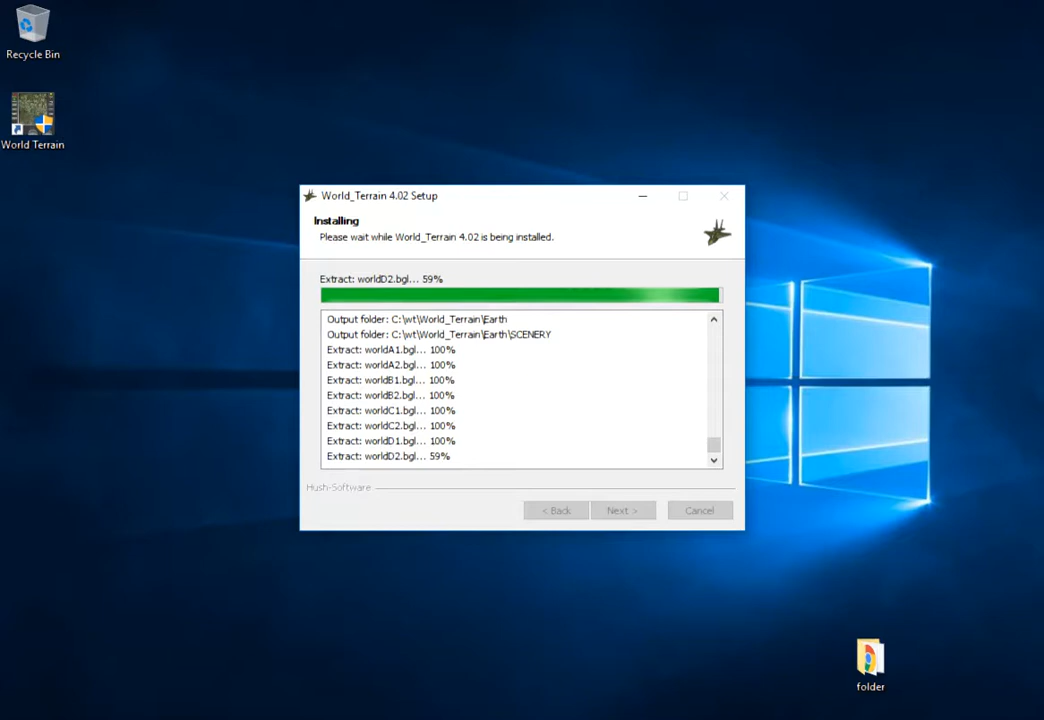 Recycle Bin
World Terrain
World_Terrain 4.02 Setup
Installing
Please wait while World_Terrain 4.02 is being installed.
Extract: worldD2.bgl... 59%
Output folder: C:\wt\World_Terrain\Earth
Output folder: C:\wt\World_Terrain\Earth\SCENERY
Extract: worldA1.bgl... 100%
Extract: worldA2.bgl... 100%
Extract: worldB1.bgl... 100%
Extract: worldB2.bgl... 100%
Extract: worldC1.bgl... 100%
Extract: worldC2.bgl... 100%
Extract: worldD1.bgl... 100%
Extract: worldD2.bgl... 59%
Hush-Software
< Back Next > Cancel
folder